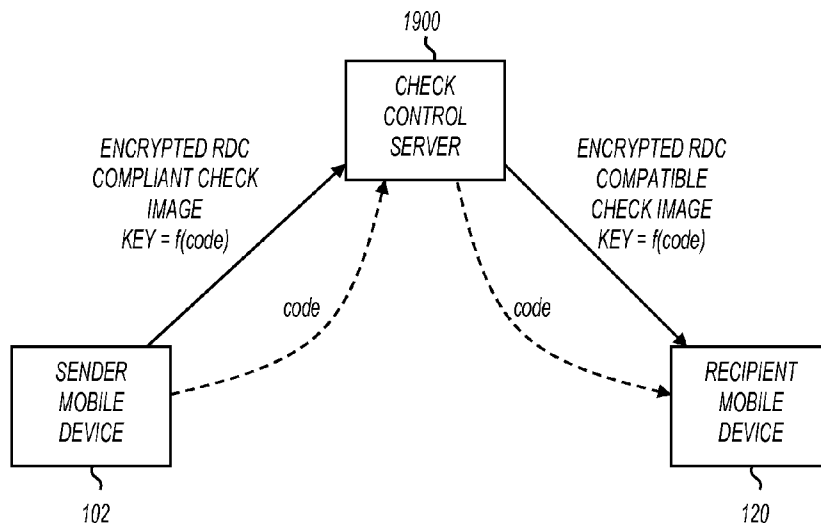 1900
CHECK
CONTROL
SERVER
ENCRYPTED RDC
COMPLIANT CHECK
IMAGE
KEY = f(code)
ENCRYPTED RDC
COMPATIBLE
CHECK IMAGE
KEY = f(code)
code
code
SENDER
MOBILE
DEVICE
RECIPIENT
MOBILE
DEVICE
102
120